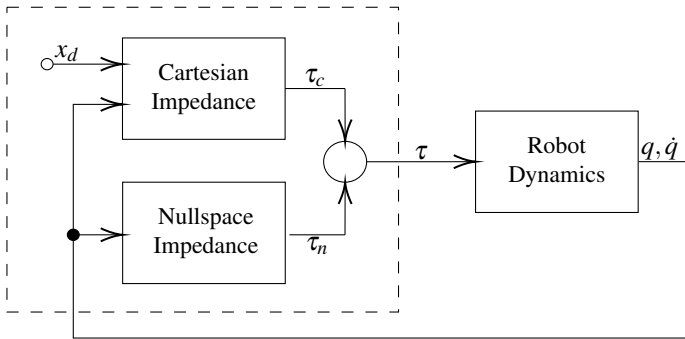 x_d
Cartesian
Impedance
τ_c
Nullspace
Impedance
τ_n
τ
Robot
Dynamics
q, q̇